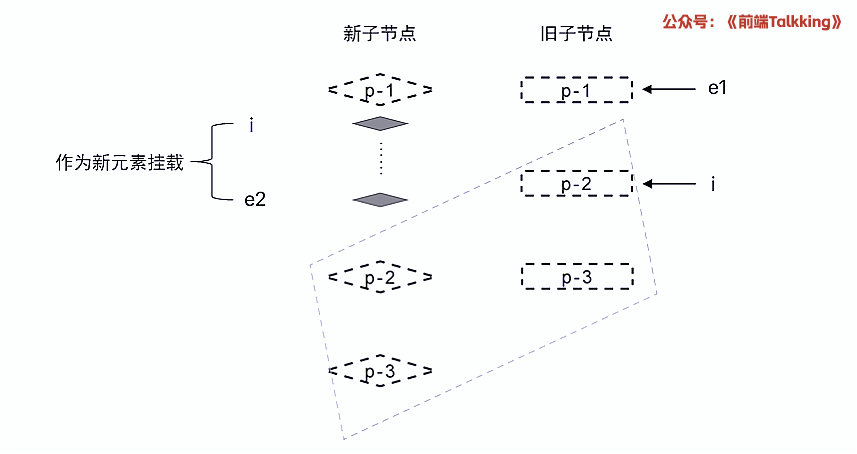 公众号：《前端Talkking》
新子节点
旧子节点
p-1
p-1
e1
i
作为新元素挂载
e2
p-2
i
p-2
p-3
p-3